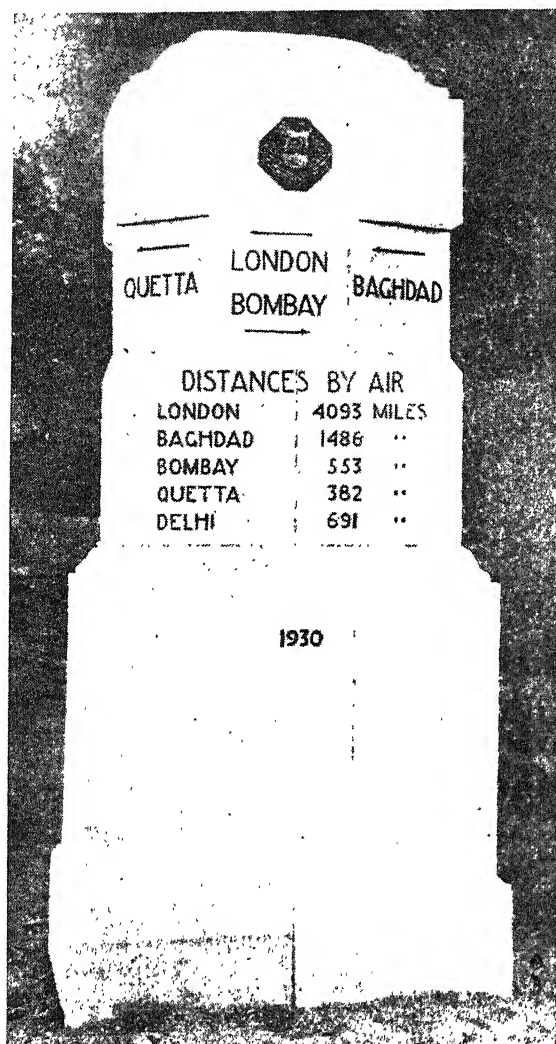 QUETTA
LONDON
BOMBAY
BAGHDAD
DISTANCES BY AIR
LONDON 4093 MILES
BAGHDAD 1486 "
BOMBAY 553 "
QUETTA 382 "
DELHI 691 "
1930